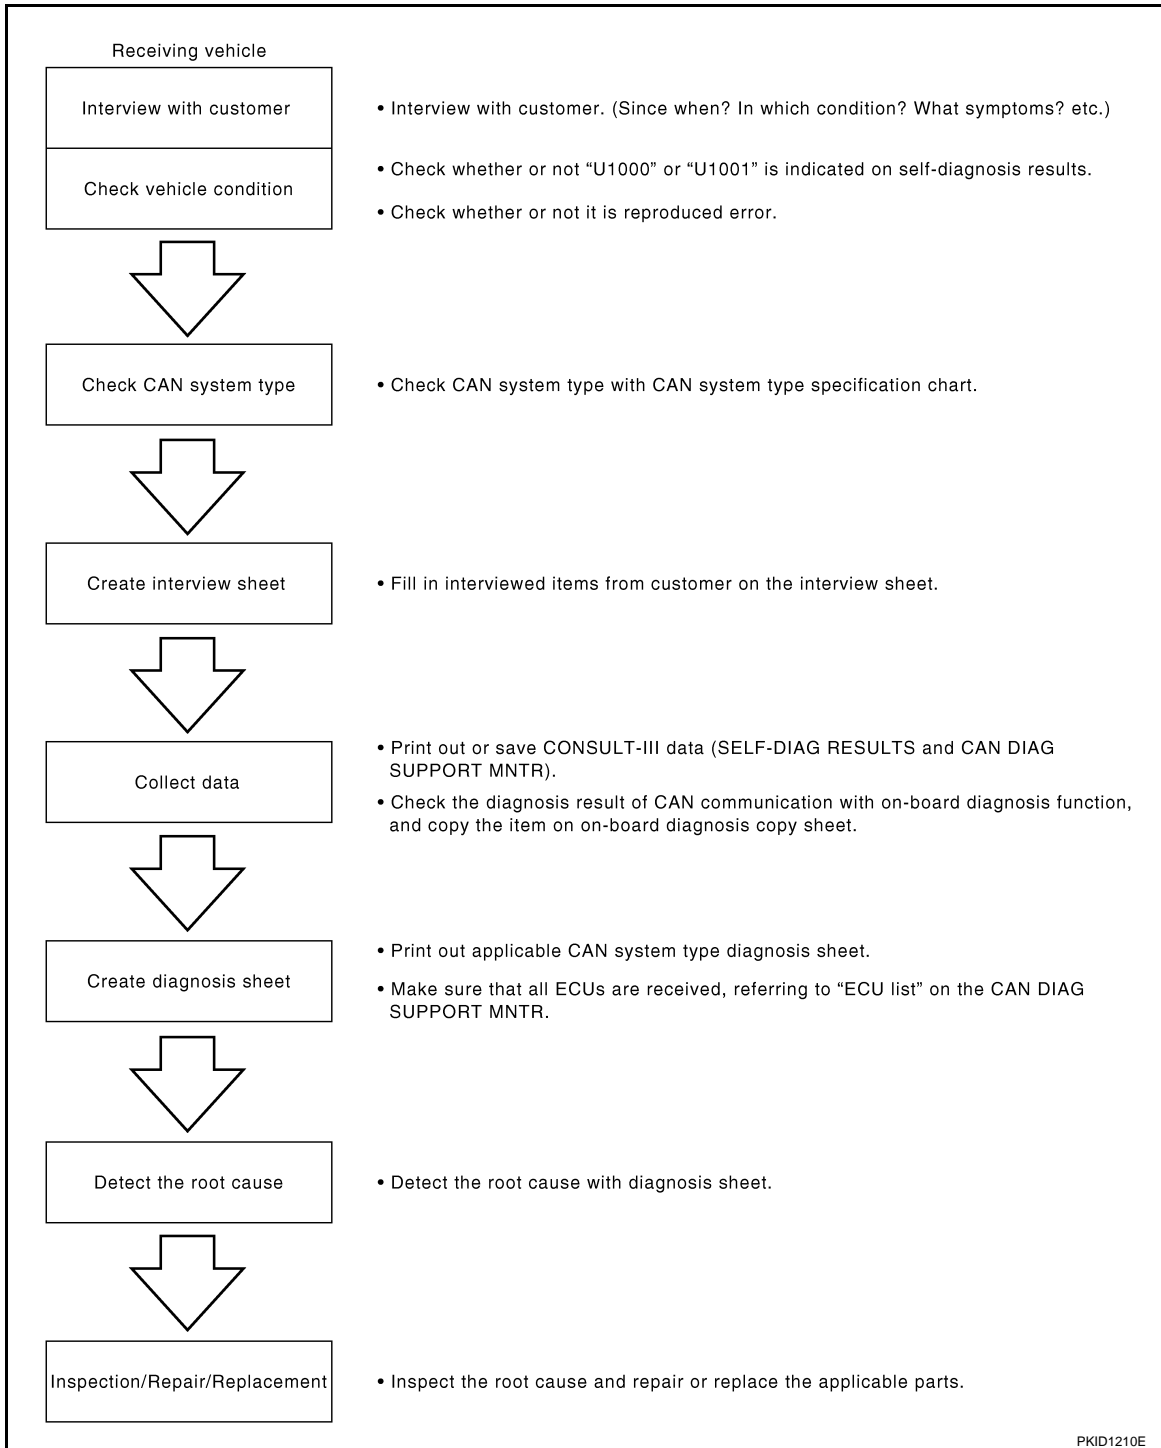 Receiving vehicle
Interview with customer
• Interview with customer. (Since when? In which condition? What symptoms? etc.)
Check vehicle condition
• Check whether or not “U1000” or “U1001” is indicated on self-diagnosis results.
• Check whether or not it is reproduced error.
Check CAN system type
• Check CAN system type with CAN system type specification chart.
Create interview sheet
• Fill in interviewed items from customer on the interview sheet.
Collect data
• Print out or save CONSULT-III data (SELF-DIAG RESULTS and CAN DIAG
SUPPORT MNTR).
• Check the diagnosis result of CAN communication with on-board diagnosis function,
and copy the item on on-board diagnosis copy sheet.
Create diagnosis sheet
• Print out applicable CAN system type diagnosis sheet.
• Make sure that all ECUs are received, referring to “ECU list” on the CAN DIAG
SUPPORT MNTR.
Detect the root cause
• Detect the root cause with diagnosis sheet.
Inspection/Repair/Replacement
• Inspect the root cause and repair or replace the applicable parts.
PKID1210E